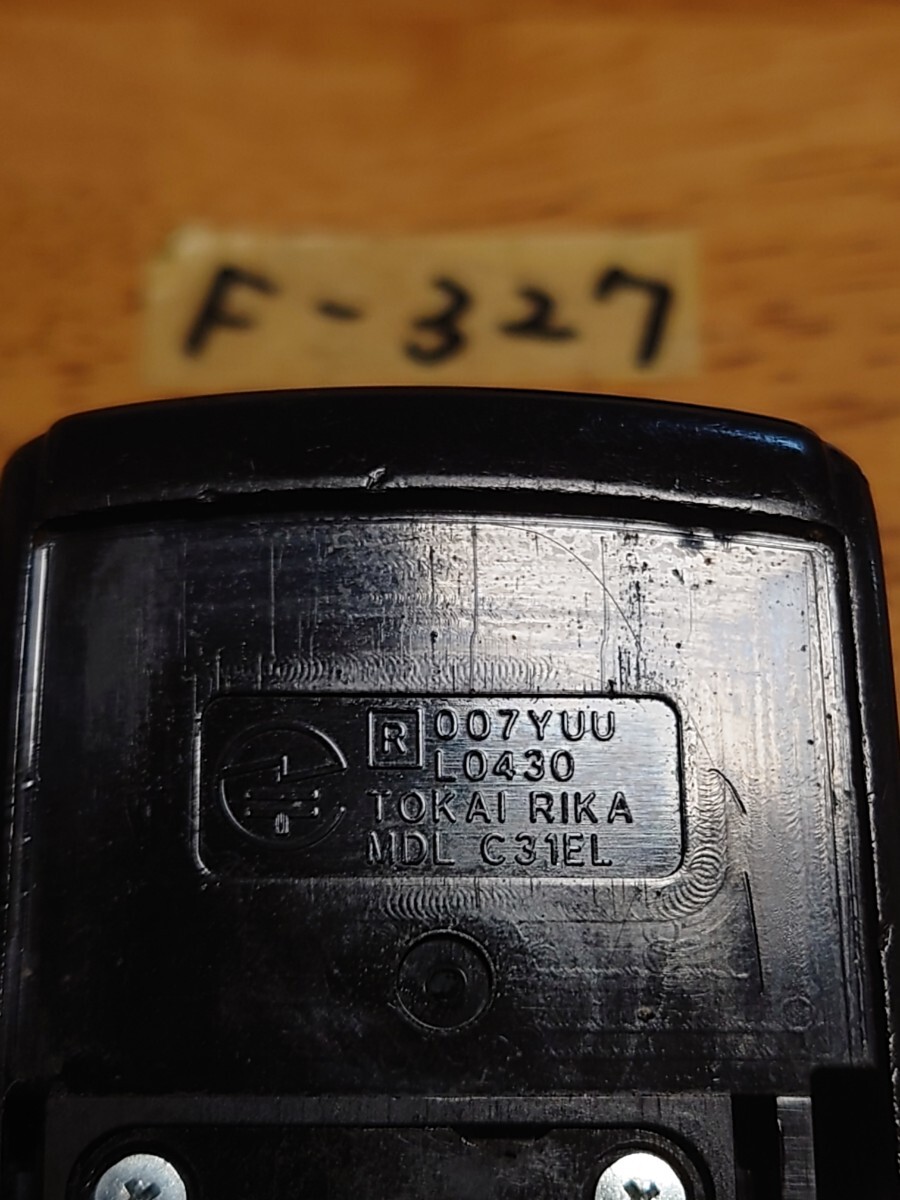 F-327
R 007YUU
L0430
TOKAI RIKA
MDL C31EL